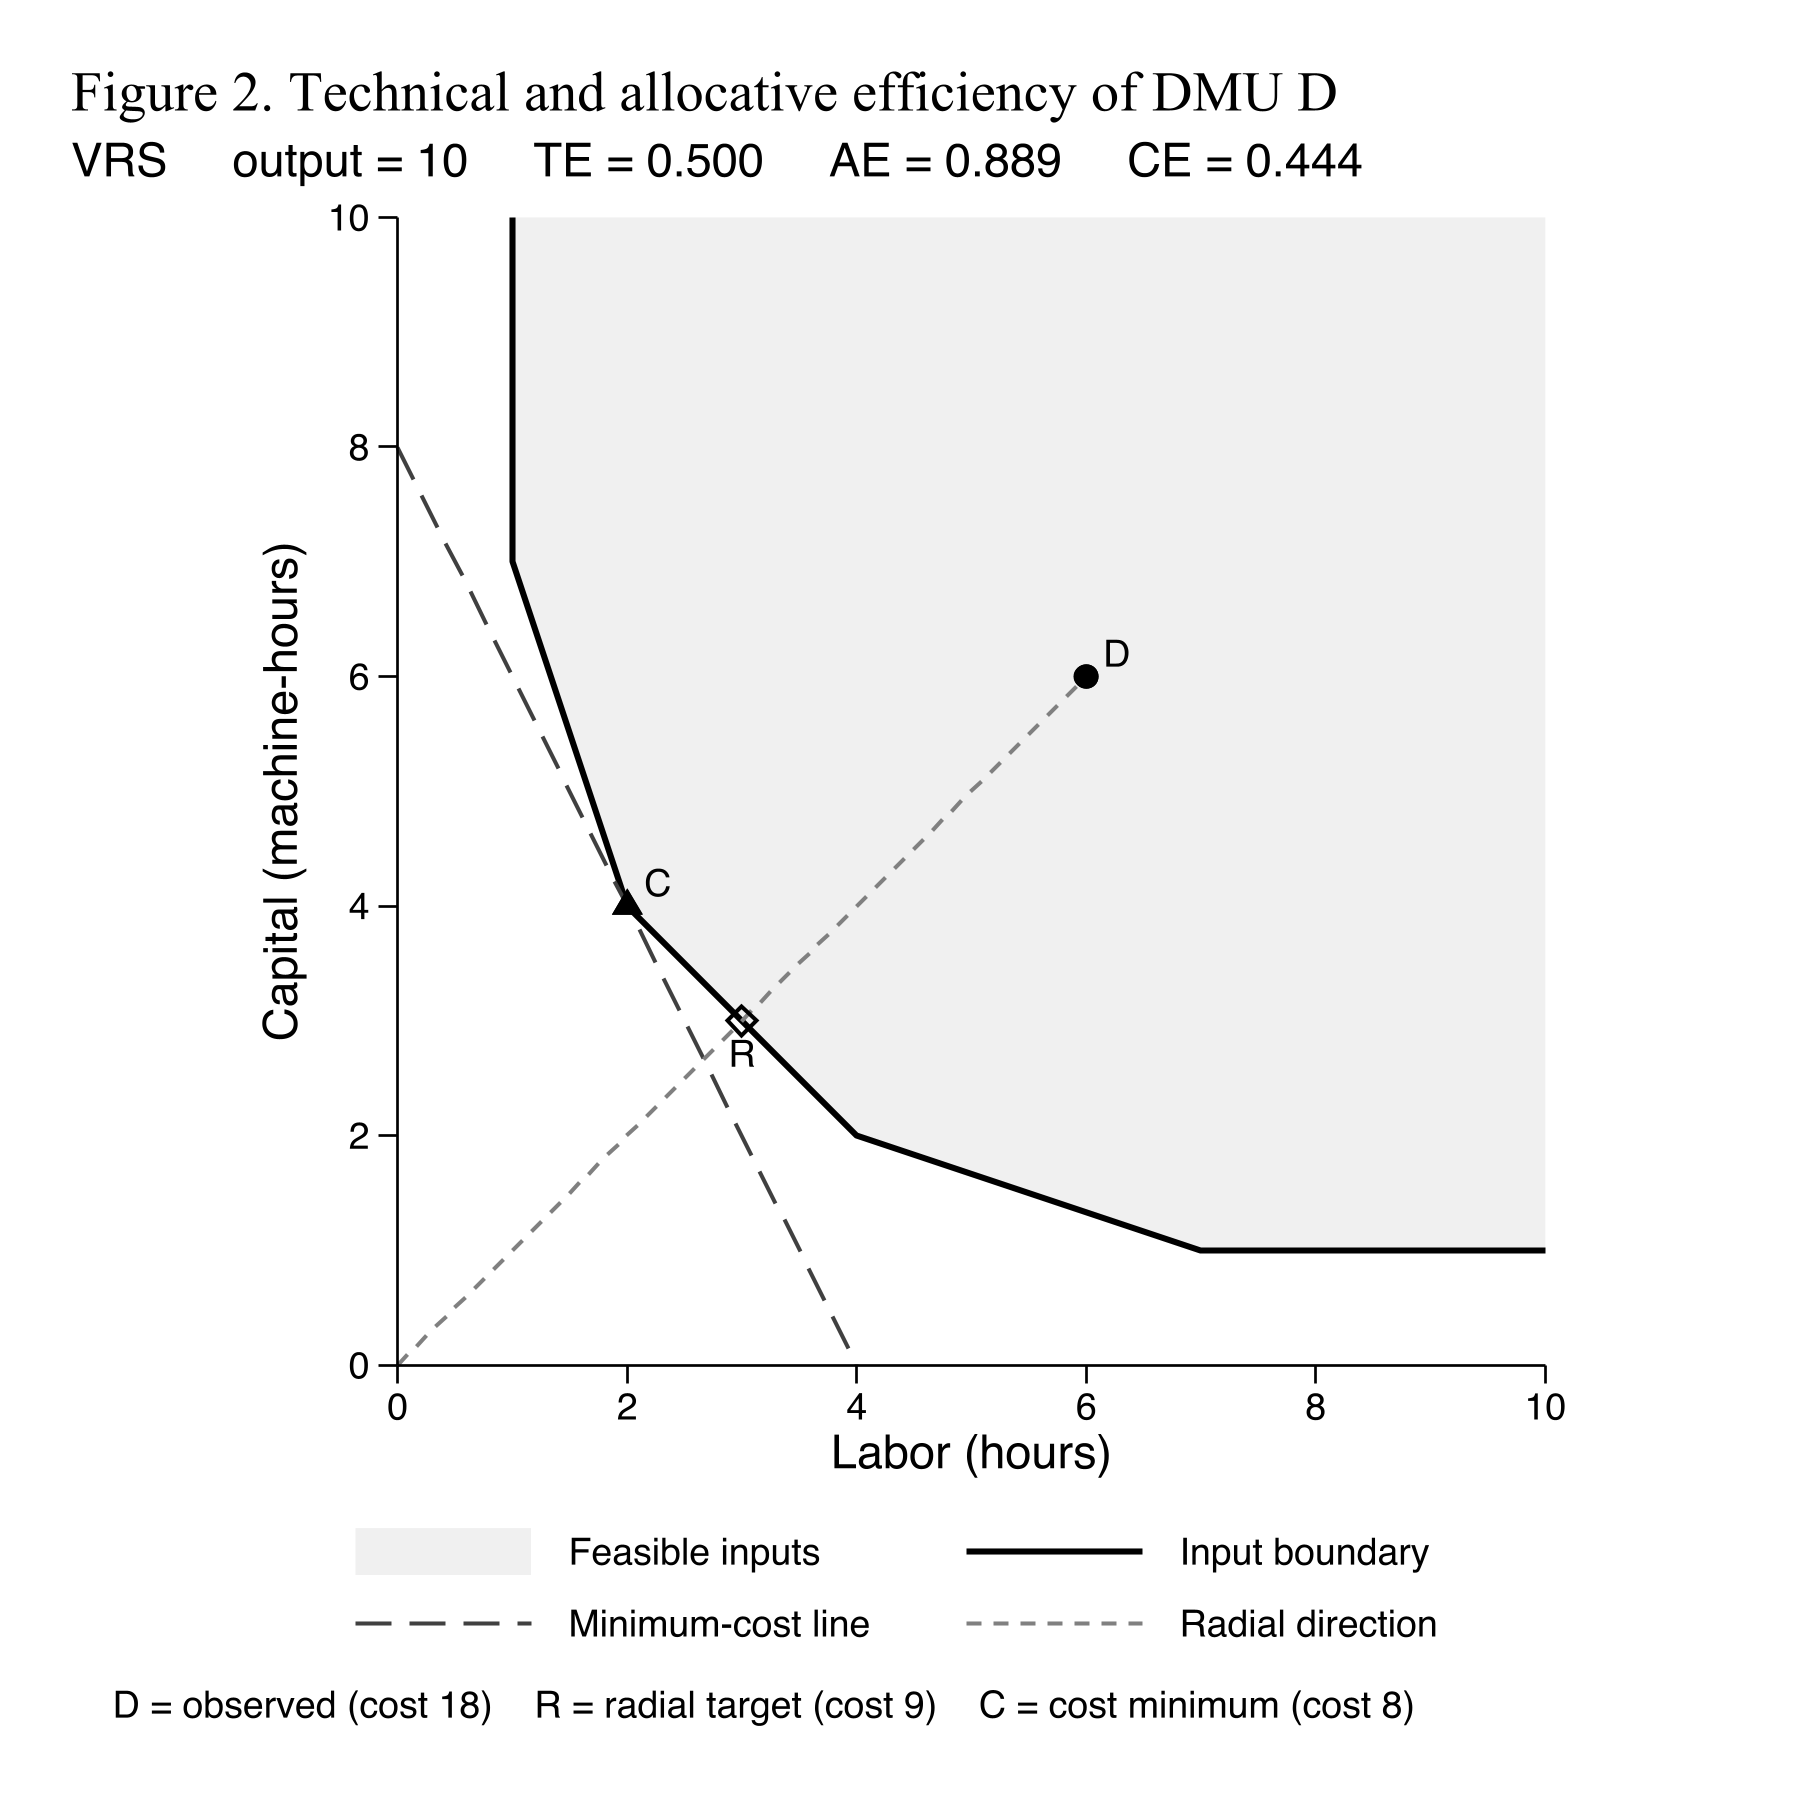 Figure 2. Technical and allocative efficiency of DMU D
VRS output = 10 TE = 0.500 AE = 0.889 CE = 0.444
10
8
6
4
2
0
Capital (machine-hours)
D
C
R
0 2 4 6 8 10
Labor (hours)
Feasible inputs Input boundary
Minimum-cost line Radial direction
D = observed (cost 18) R = radial target (cost 9) C = cost minimum (cost 8)